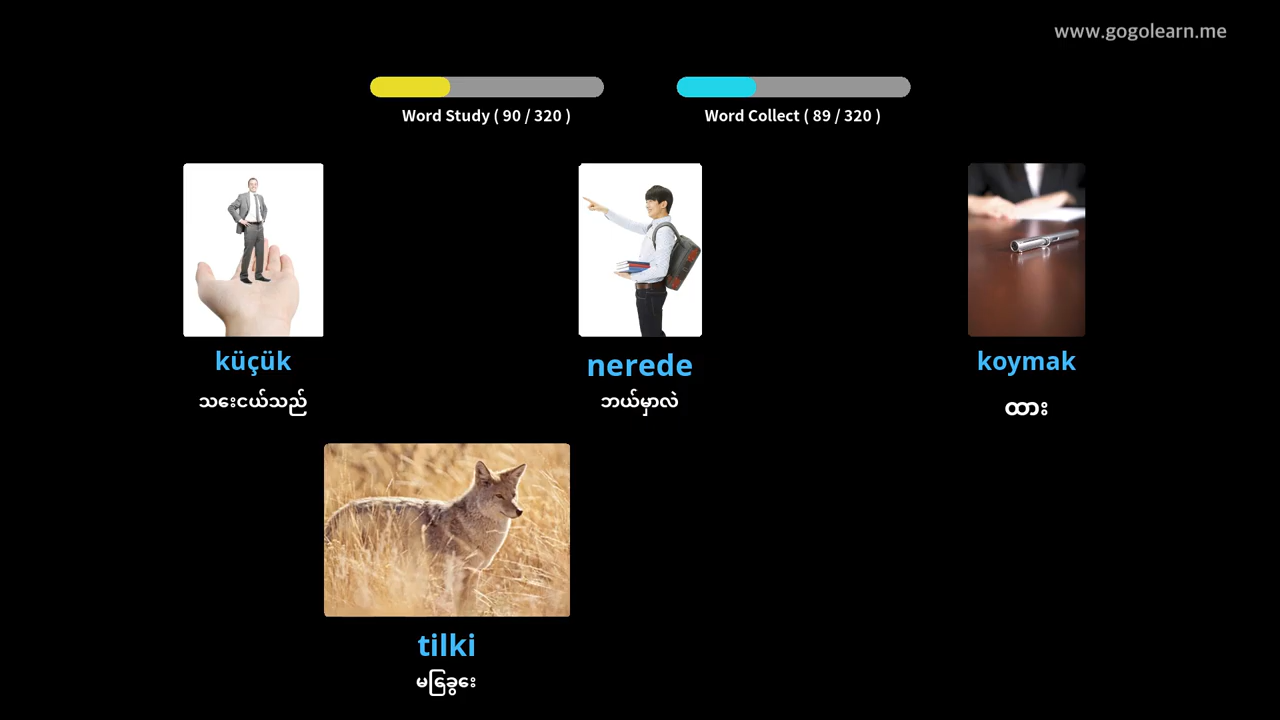 www.gogolearn.me
Word Study ( 90 / 320 )
Word Collect ( 89 / 320 )
küçük
သေးငယ်သည်
nerede
ဘယ်မှာလဲ
koymak
ထား
tilki
မြေခွေး